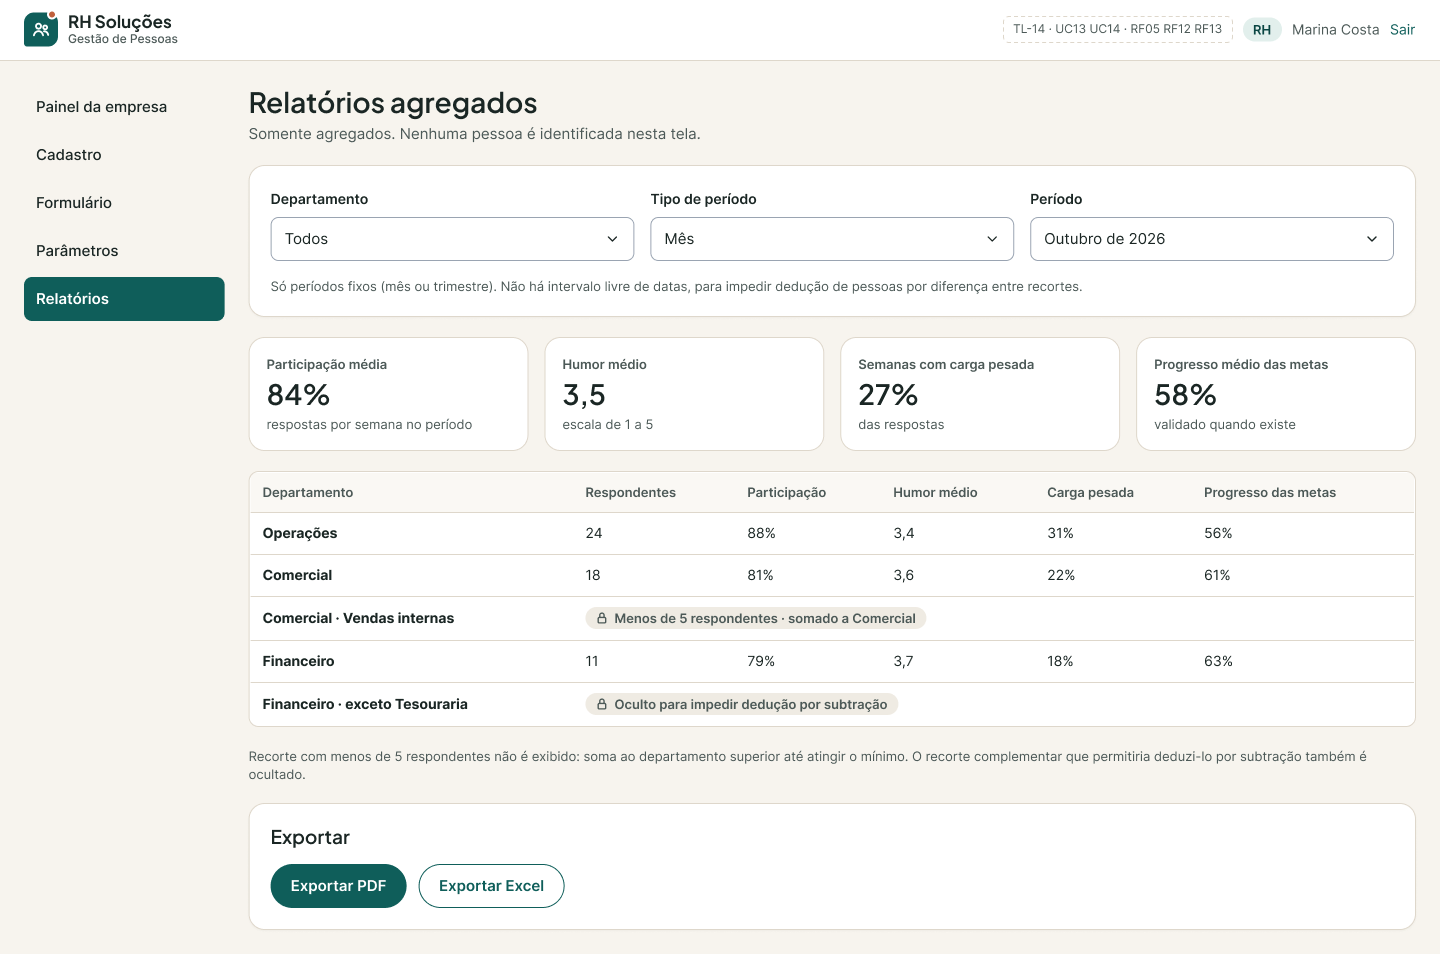 RH Soluções
Gestão de Pessoas
TL-14 · UC13 UC14 · RF05 RF12 RF13
RH
Marina Costa
Sair
Painel da empresa
Cadastro
Formulário
Parâmetros
Relatórios
Relatórios agregados
Somente agregados. Nenhuma pessoa é identificada nesta tela.
Departamento
Tipo de período
Período
Todos
Mês
Outubro de 2026
Só períodos fixos (mês ou trimestre). Não há intervalo livre de datas, para impedir dedução de pessoas por diferença entre recortes.
Participação média
84%
respostas por semana no período
Humor médio
3,5
escala de 1 a 5
Semanas com carga pesada
27%
das respostas
Progresso médio das metas
58%
validado quando existe
Departamento Respondentes Participação Humor médio Carga pesada Progresso das metas
Operações 24 88% 3,4 31% 56%
Comercial 18 81% 3,6 22% 61%
Comercial · Vendas internas Menos de 5 respondentes · somado a Comercial
Financeiro 11 79% 3,7 18% 63%
Financeiro · exceto Tesouraria Oculto para impedir dedução por subtração
Recorte com menos de 5 respondentes não é exibido: soma ao departamento superior até atingir o mínimo. O recorte complementar que permitiria deduzi-lo por subtração também é
ocultado.
Exportar
Exportar PDF
Exportar Excel